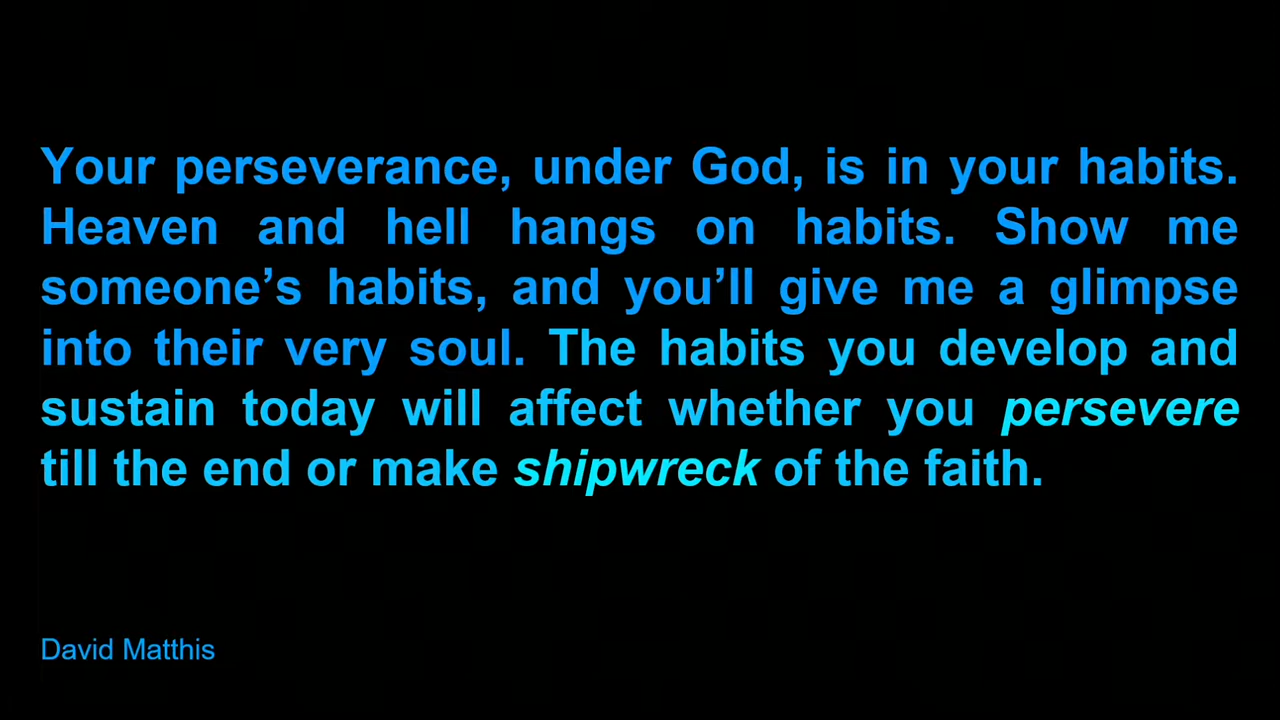 Your perseverance, under God, is in your habits.
Heaven and hell hangs on habits. Show me
someone’s habits, and you’ll give me a glimpse
into their very soul. The habits you develop and
sustain today will affect whether you persevere
till the end or make shipwreck of the faith.
David Matthis